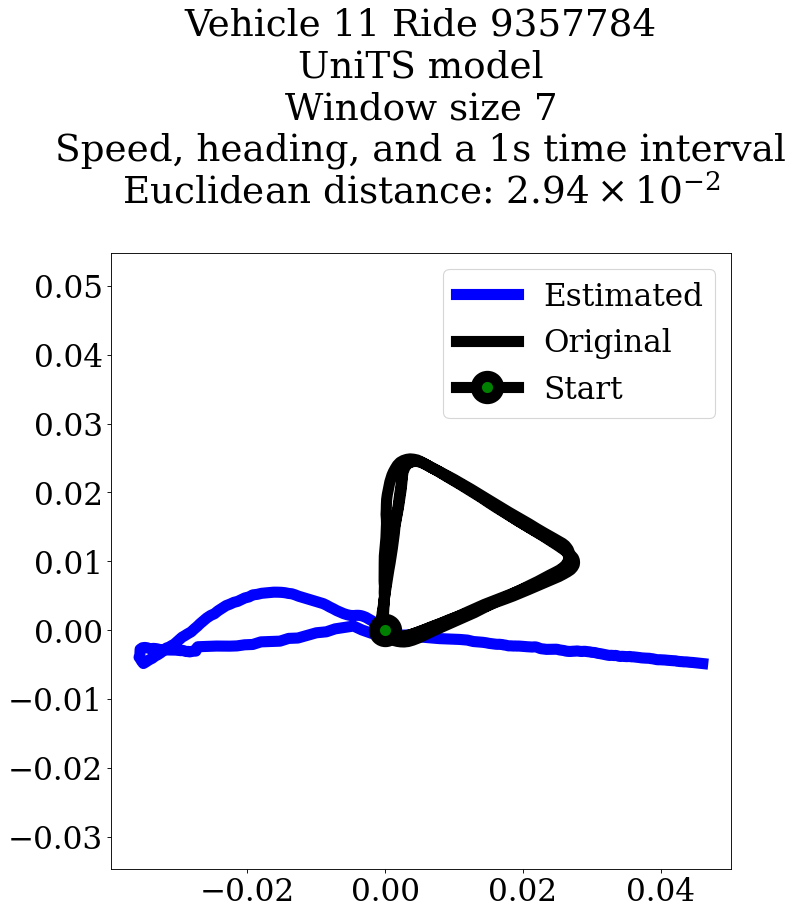 Vehicle 11 Ride 9357784
UniTS model
Window size 7
Speed, heading, and a 1s time interval
Euclidean distance: 2.94 × 10⁻²
Estimated
Original
Start
0.05
0.04
0.03
0.02
0.01
0.00
−0.01
−0.02
−0.03
−0.02 0.00 0.02 0.04